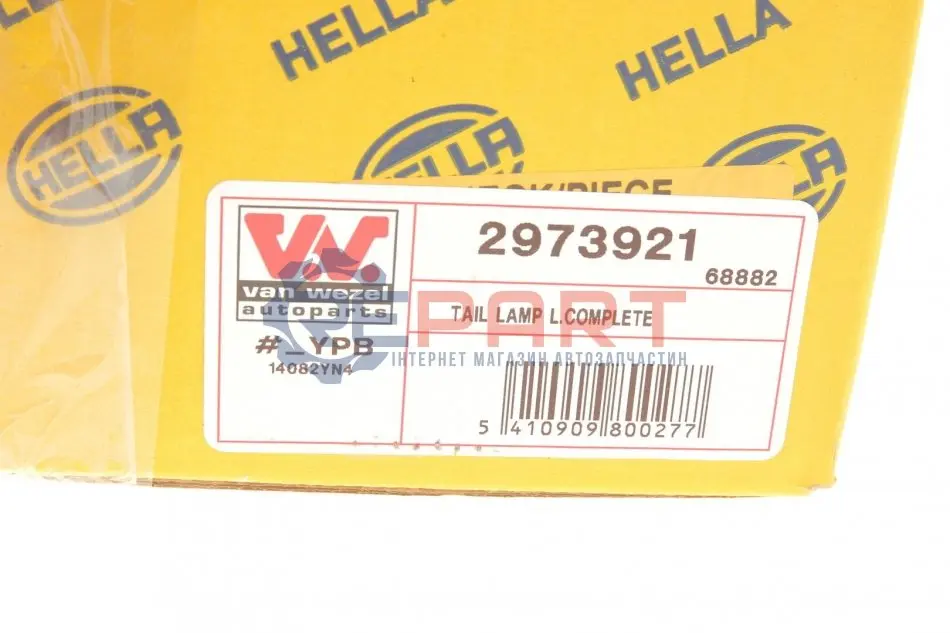 HELLA
HELLA
HELLA
HELLA
HELLA
2973921
68882
van wezel
autoparts
TAIL LAMP L.COMPLETE
EPART
ІНТЕРНЕТ МАГАЗИН АВТОЗАПЧАСТИН
#_YPB
14082YN4
5 410909 800277